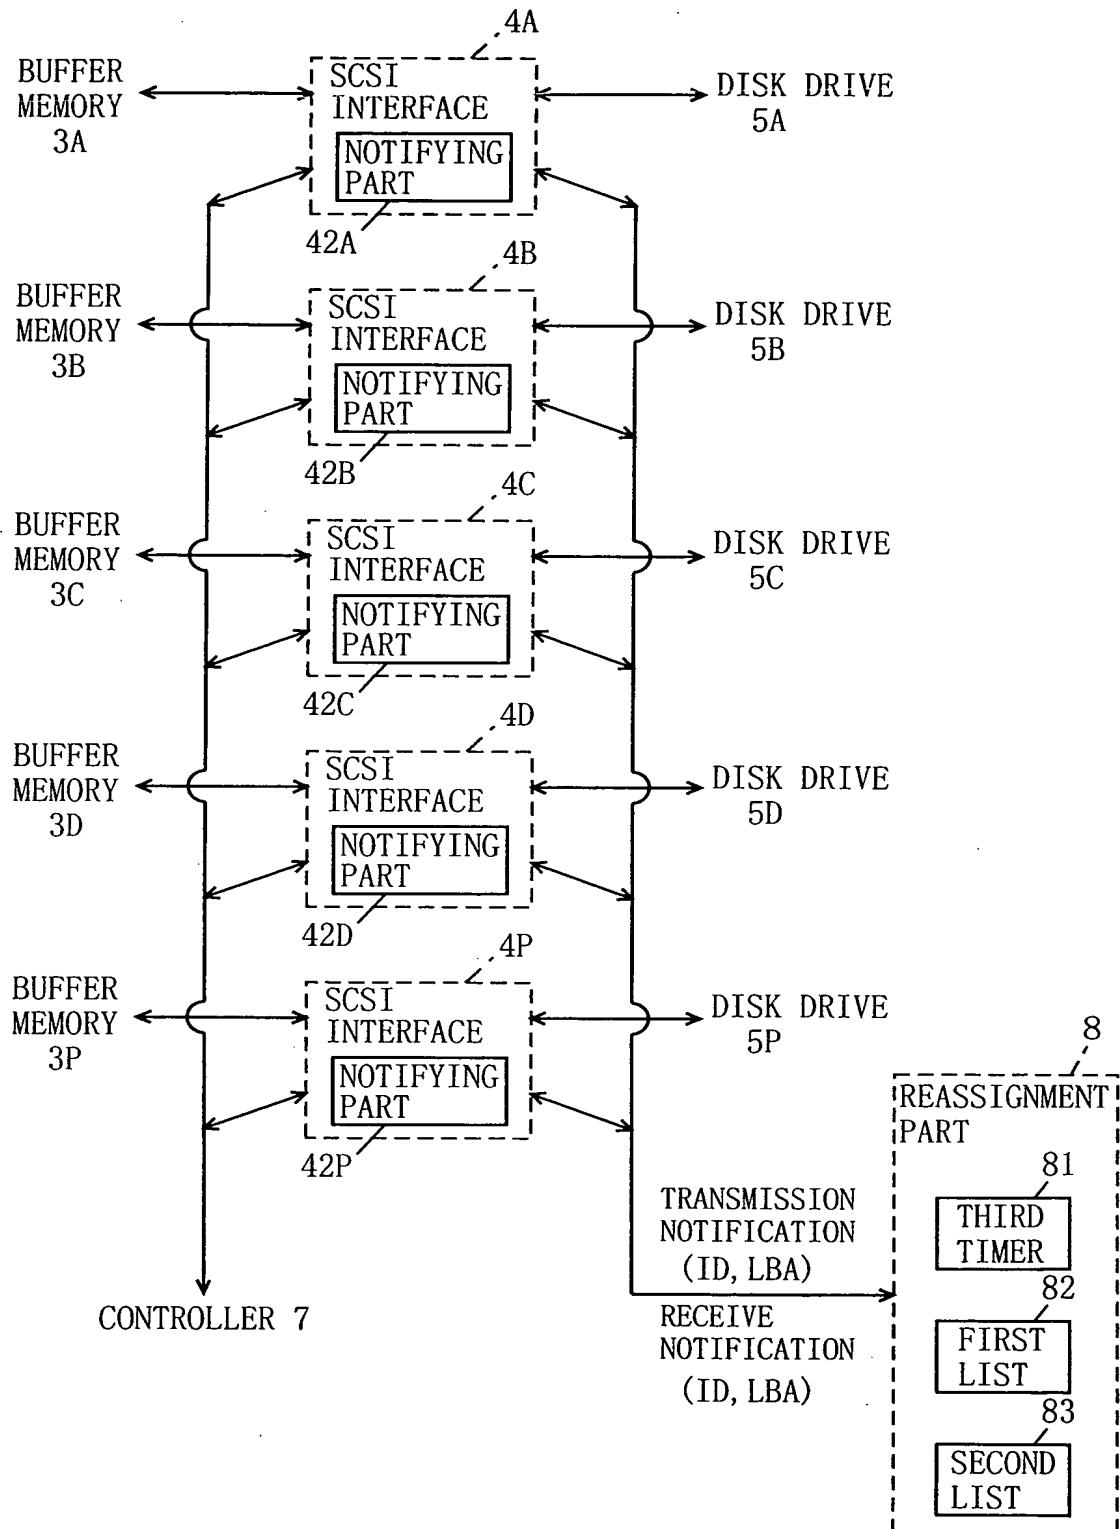 4A
BUFFER
MEMORY
3A
SCSI
INTERFACE
NOTIFYING
PART
DISK DRIVE
5A
42A
4B
BUFFER
MEMORY
3B
SCSI
INTERFACE
NOTIFYING
PART
DISK DRIVE
5B
42B
4C
BUFFER
MEMORY
3C
SCSI
INTERFACE
NOTIFYING
PART
DISK DRIVE
5C
42C
4D
BUFFER
MEMORY
3D
SCSI
INTERFACE
NOTIFYING
PART
DISK DRIVE
5D
42D
4P
BUFFER
MEMORY
3P
SCSI
INTERFACE
NOTIFYING
PART
DISK DRIVE
5P
42P
8
REASSIGNMENT
PART
81
THIRD
TIMER
82
FIRST
LIST
83
SECOND
LIST
TRANSMISSION
NOTIFICATION
(ID, LBA)
RECEIVE
NOTIFICATION
(ID, LBA)
CONTROLLER 7